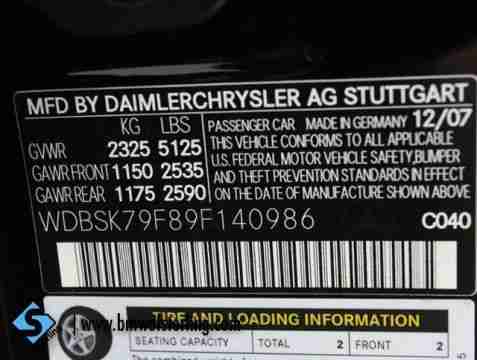 MFD BY DAIMLERCHRYSLER AG STUTTGART
KG LBS
GVWR 2325 5125
GAWR FRONT 1150 2535
GAWR REAR 1175 2590
PASSENGER CAR MADE IN GERMANY 12/07
THIS VEHICLE CONFORMS TO ALL APPLICABLE
U.S. FEDERAL MOTOR VEHICLE SAFETY, BUMPER
AND THEFT PREVENTION STANDARDS IN EFFECT
ON THE DATE OF MANUFACTURE SHOWN ABOVE.
WDBSK79F89F140986
C040
TIRE AND LOADING INFORMATION
SEATING CAPACITY TOTAL 2 FRONT 2